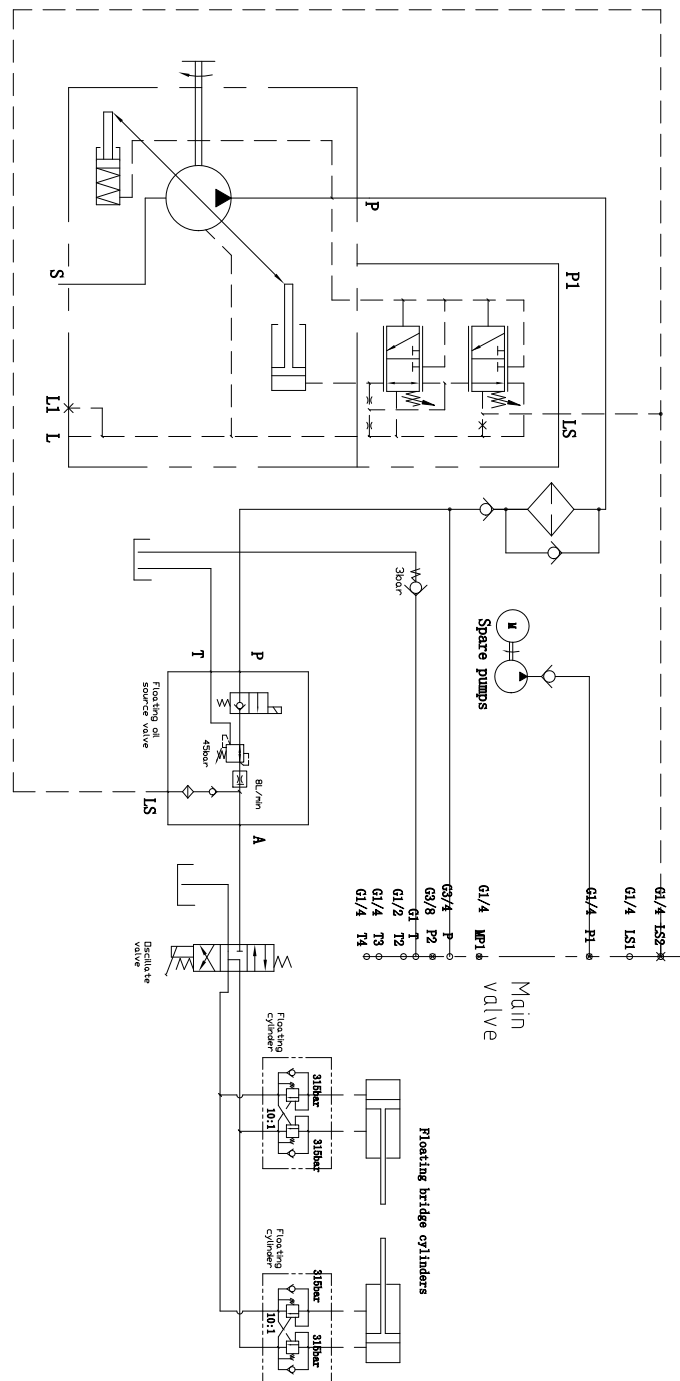 P
S
P1
L1
L
LS
3bar
M
Spare pumps
T
P
Floating oil
source valve
45bar
8L/min
LS
A
G1/4 T4
G1/4 T3
G1/2 T2
G1 T
G3/8 P2
G3/4 P
G1/4 MP1
G1/4 P1
G1/4 LS1
G1/4 LS2
Main
valve
Oscillate
valve
Floating
cylinder
315bar
10:1
315bar
Floating bridge cylinders
Floating
cylinder
315bar
10:1
315bar